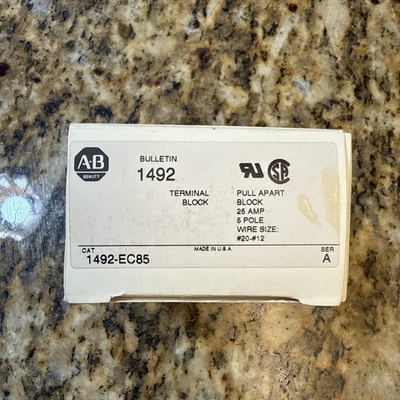 A-B
QUALITY
BULLETIN
1492
TERMINAL
BLOCK
PULL APART
BLOCK
25 AMP
5 POLE
WIRE SIZE:
#20-#12
CAT
1492-EC85
MADE IN U.S.A.
SER
A